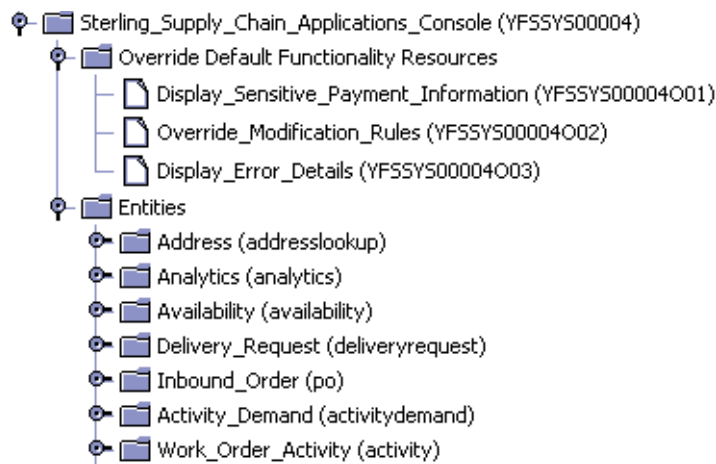 Sterling_Supply_Chain_Applications_Console (YFSSYS00004)
Override Default Functionality Resources
Display_Sensitive_Payment_Information (YFSSYS00004O01)
Override_Modification_Rules (YFSSYS00004O02)
Display_Error_Details (YFSSYS00004O03)
Entities
Address (addresslookup)
Analytics (analytics)
Availability (availability)
Delivery_Request (deliveryrequest)
Inbound_Order (po)
Activity_Demand (activitydemand)
Work_Order_Activity (activity)